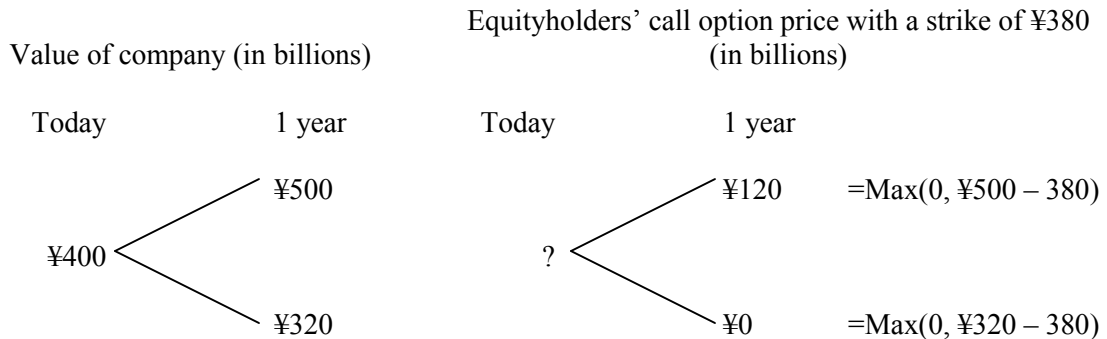 Equityholders’ call option price with a strike of ¥380
Value of company (in billions) (in billions)
Today 1 year Today 1 year
¥500 ¥120 =Max(0, ¥500 – 380)
¥400 ?
¥320 ¥0 =Max(0, ¥320 – 380)